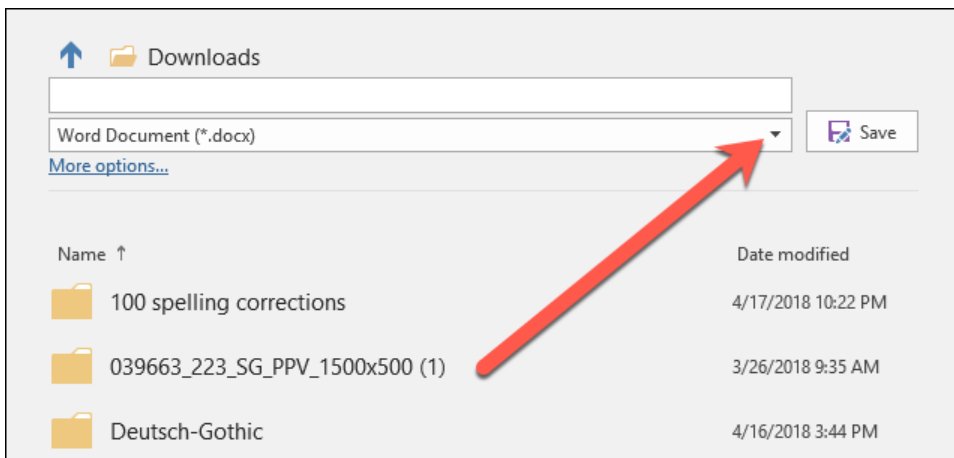 Downloads
Word Document (*.docx)
Save
More options...
Name ↑ Date modified
100 spelling corrections 4/17/2018 10:22 PM
039663_223_SG_PPV_1500x500 (1) 3/26/2018 9:35 AM
Deutsch-Gothic 4/16/2018 3:44 PM